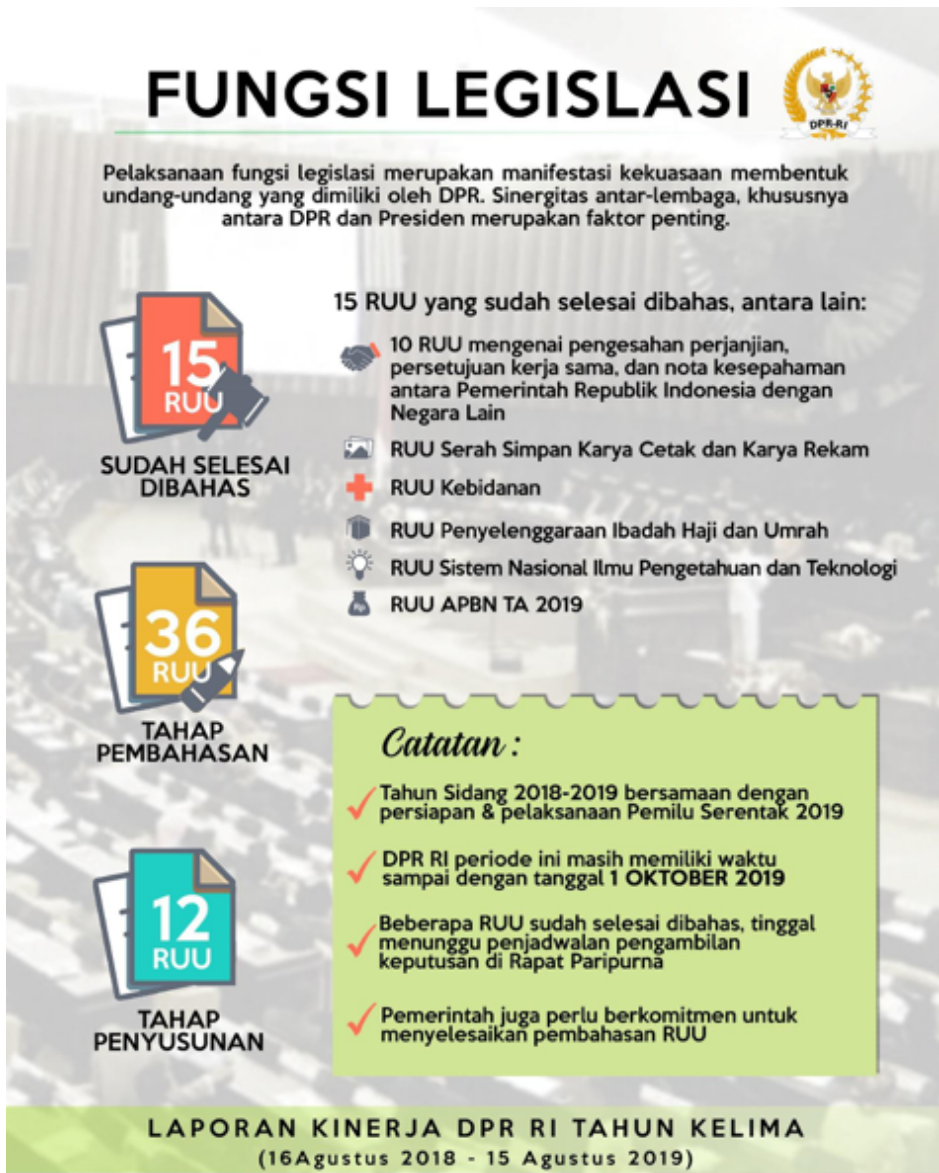 FUNGSI LEGISLASI
DPR-RI
Pelaksanaan fungsi legislasi merupakan manifestasi kekuasaan membentuk
undang-undang yang dimiliki oleh DPR. Sinergitas antar-lembaga, khususnya
antara DPR dan Presiden merupakan faktor penting.
15
RUU
SUDAH SELESAI
DIBAHAS
15 RUU yang sudah selesai dibahas, antara lain:
10 RUU mengenai pengesahan perjanjian,
persetujuan kerja sama, dan nota kesepahaman
antara Pemerintah Republik Indonesia dengan
Negara Lain
RUU Serah Simpan Karya Cetak dan Karya Rekam
RUU Kebidanan
RUU Penyelenggaraan Ibadah Haji dan Umrah
RUU Sistem Nasional Ilmu Pengetahuan dan Teknologi
Rp
RUU APBN TA 2019
36
RUU
TAHAP
PEMBAHASAN
12
RUU
TAHAP
PENYUSUNAN
Catatan :
Tahun Sidang 2018-2019 bersamaan dengan
persiapan & pelaksanaan Pemilu Serentak 2019
DPR RI periode ini masih memiliki waktu
sampai dengan tanggal 1 OKTOBER 2019
Beberapa RUU sudah selesai dibahas, tinggal
menunggu penjadwalan pengambilan
keputusan di Rapat Paripurna
Pemerintah juga perlu berkomitmen untuk
menyelesaikan pembahasan RUU
LAPORAN KINERJA DPR RI TAHUN KELIMA
(16Agustus 2018 - 15 Agustus 2019)